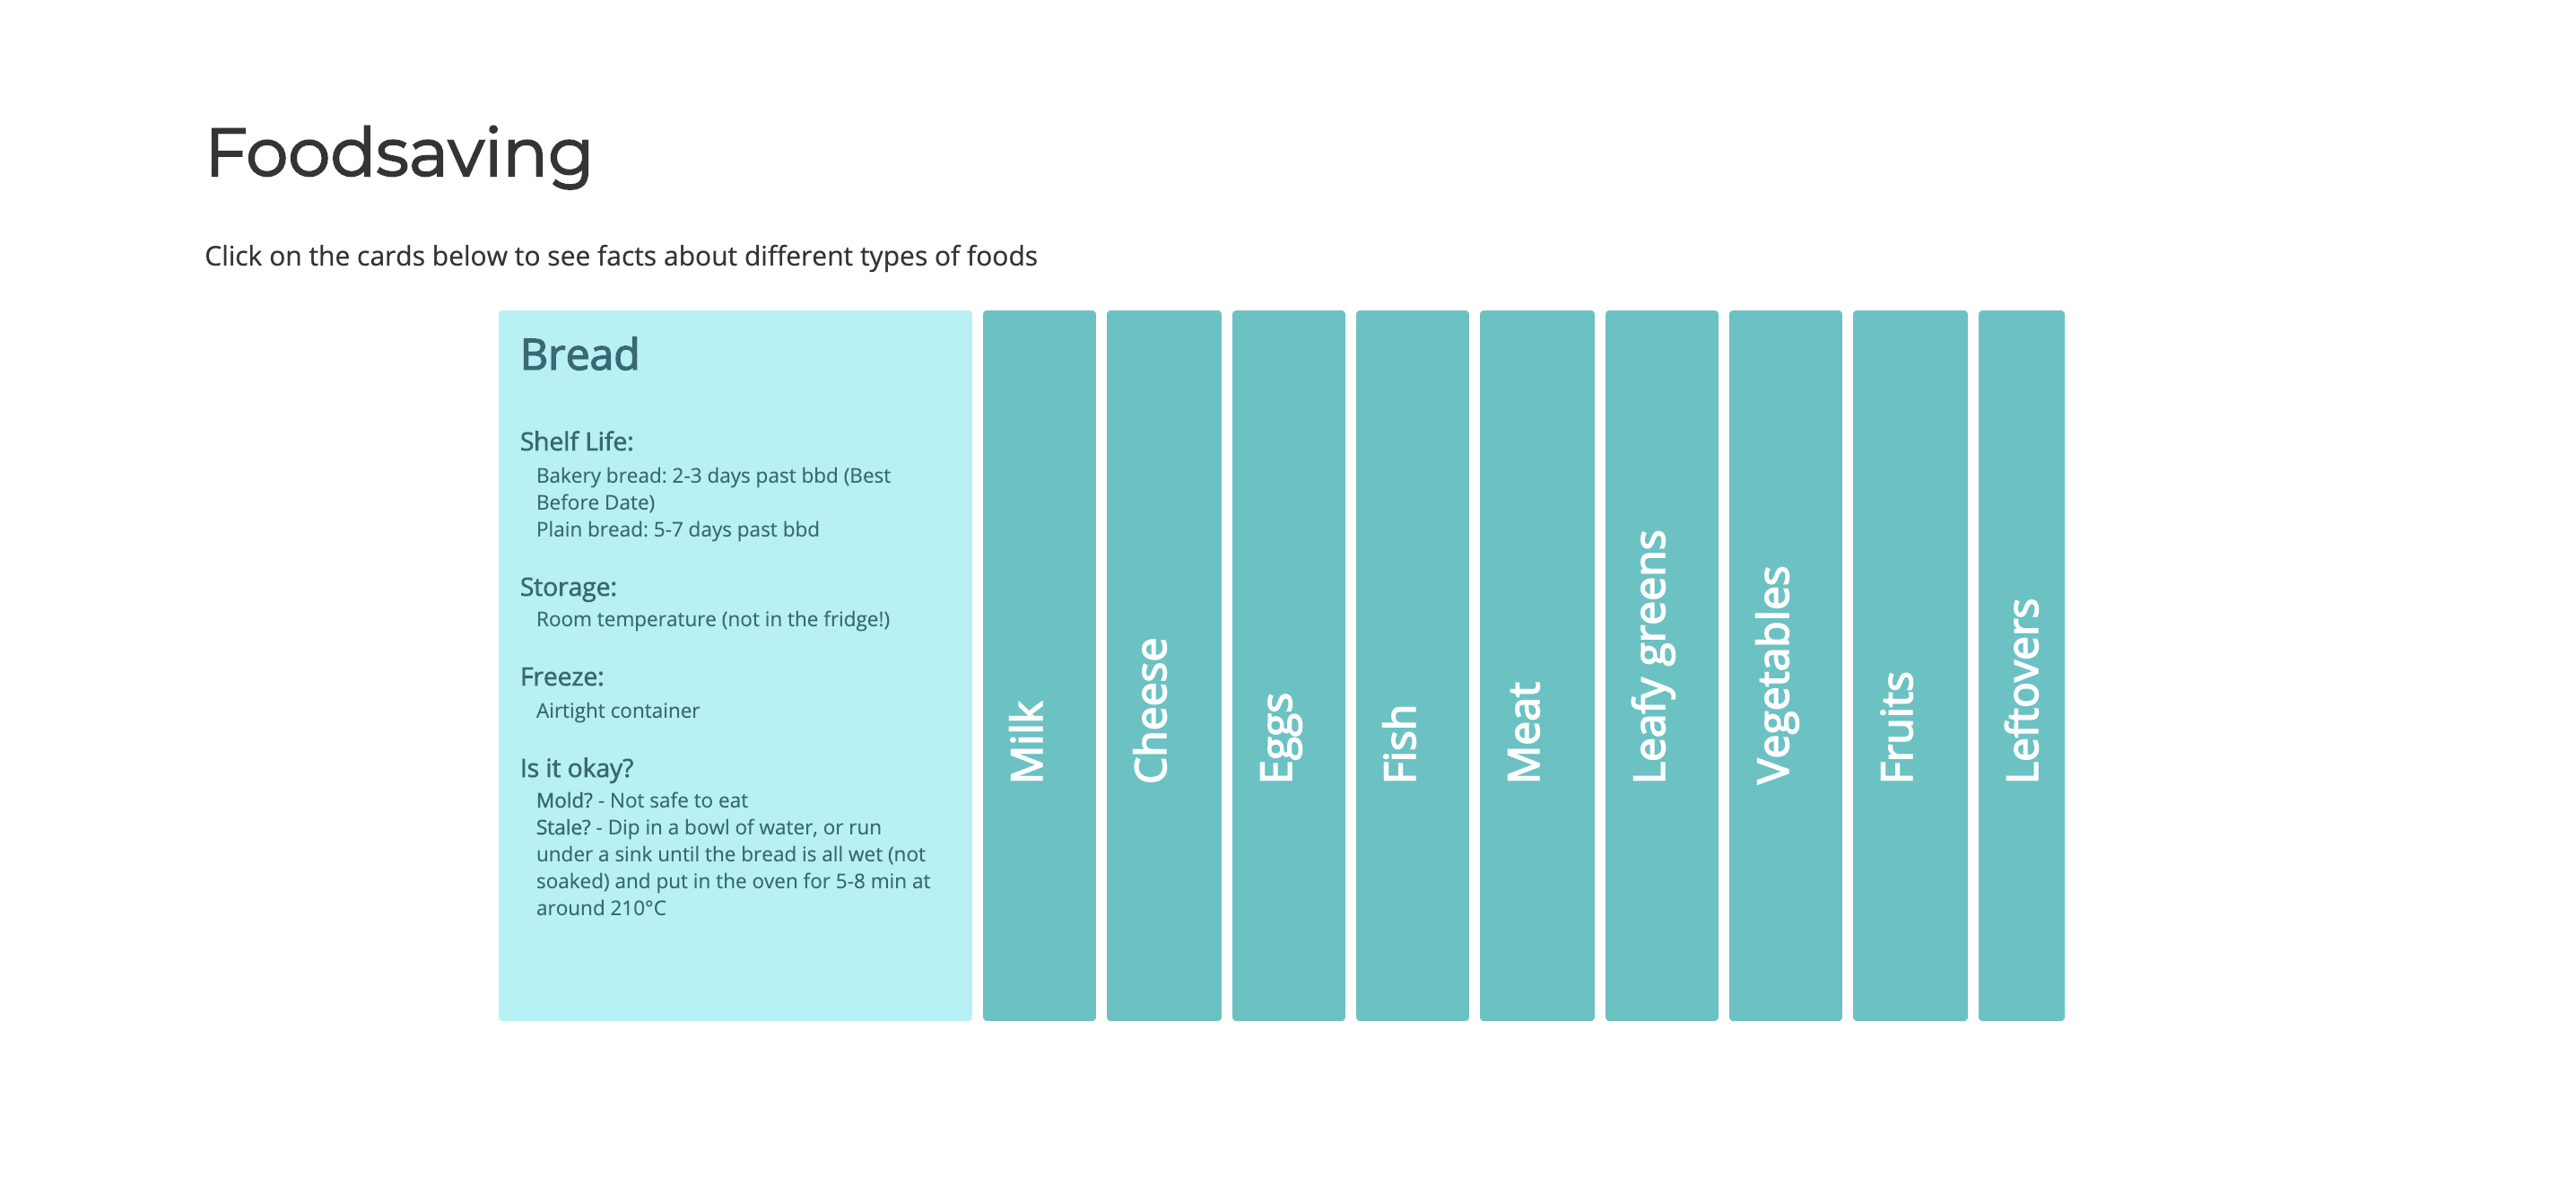 Foodsaving
Click on the cards below to see facts about different types of foods
Bread
Shelf Life:
Bakery bread: 2-3 days past bbd (Best
Before Date)
Plain bread: 5-7 days past bbd
Storage:
Room temperature (not in the fridge!)
Freeze:
Airtight container
Is it okay?
Mold? - Not safe to eat
Stale? - Dip in a bowl of water, or run
under a sink until the bread is all wet (not
soaked) and put in the oven for 5-8 min at
around 210°C
Milk
Cheese
Eggs
Fish
Meat
Leafy greens
Vegetables
Fruits
Leftovers